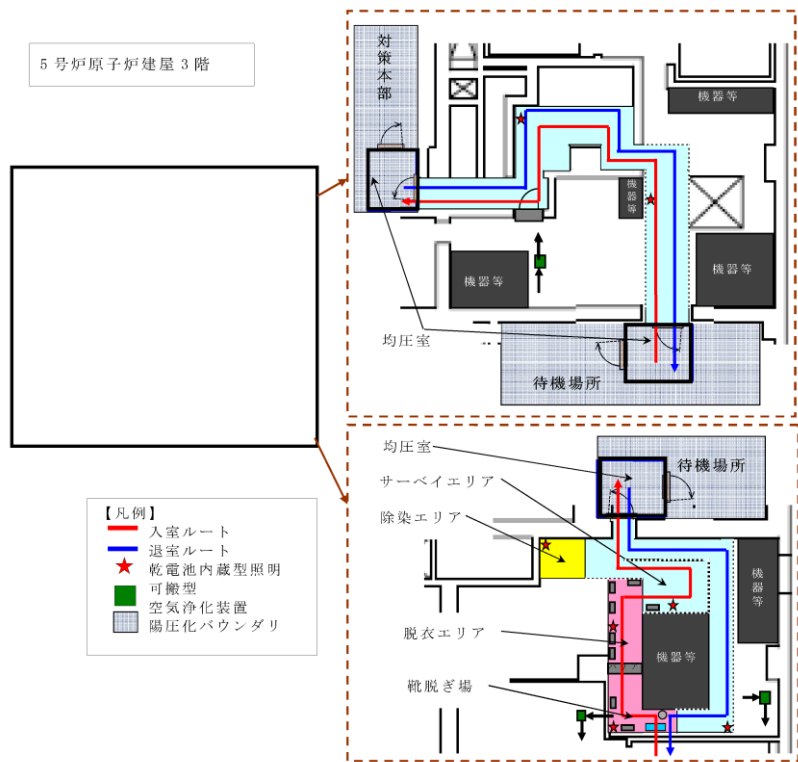 5号炉原子炉建屋3階
対策本部
機器等
機器等
機器等
機器等
均圧室
待機場所
均圧室
サーベイエリア
除染エリア
待機場所
機器等
脱衣エリア
機器等
靴脱ぎ場
【凡例】
入室ルート
退室ルート
乾電池内蔵型照明
可搬型
空気浄化装置
陽圧化バウンダリ